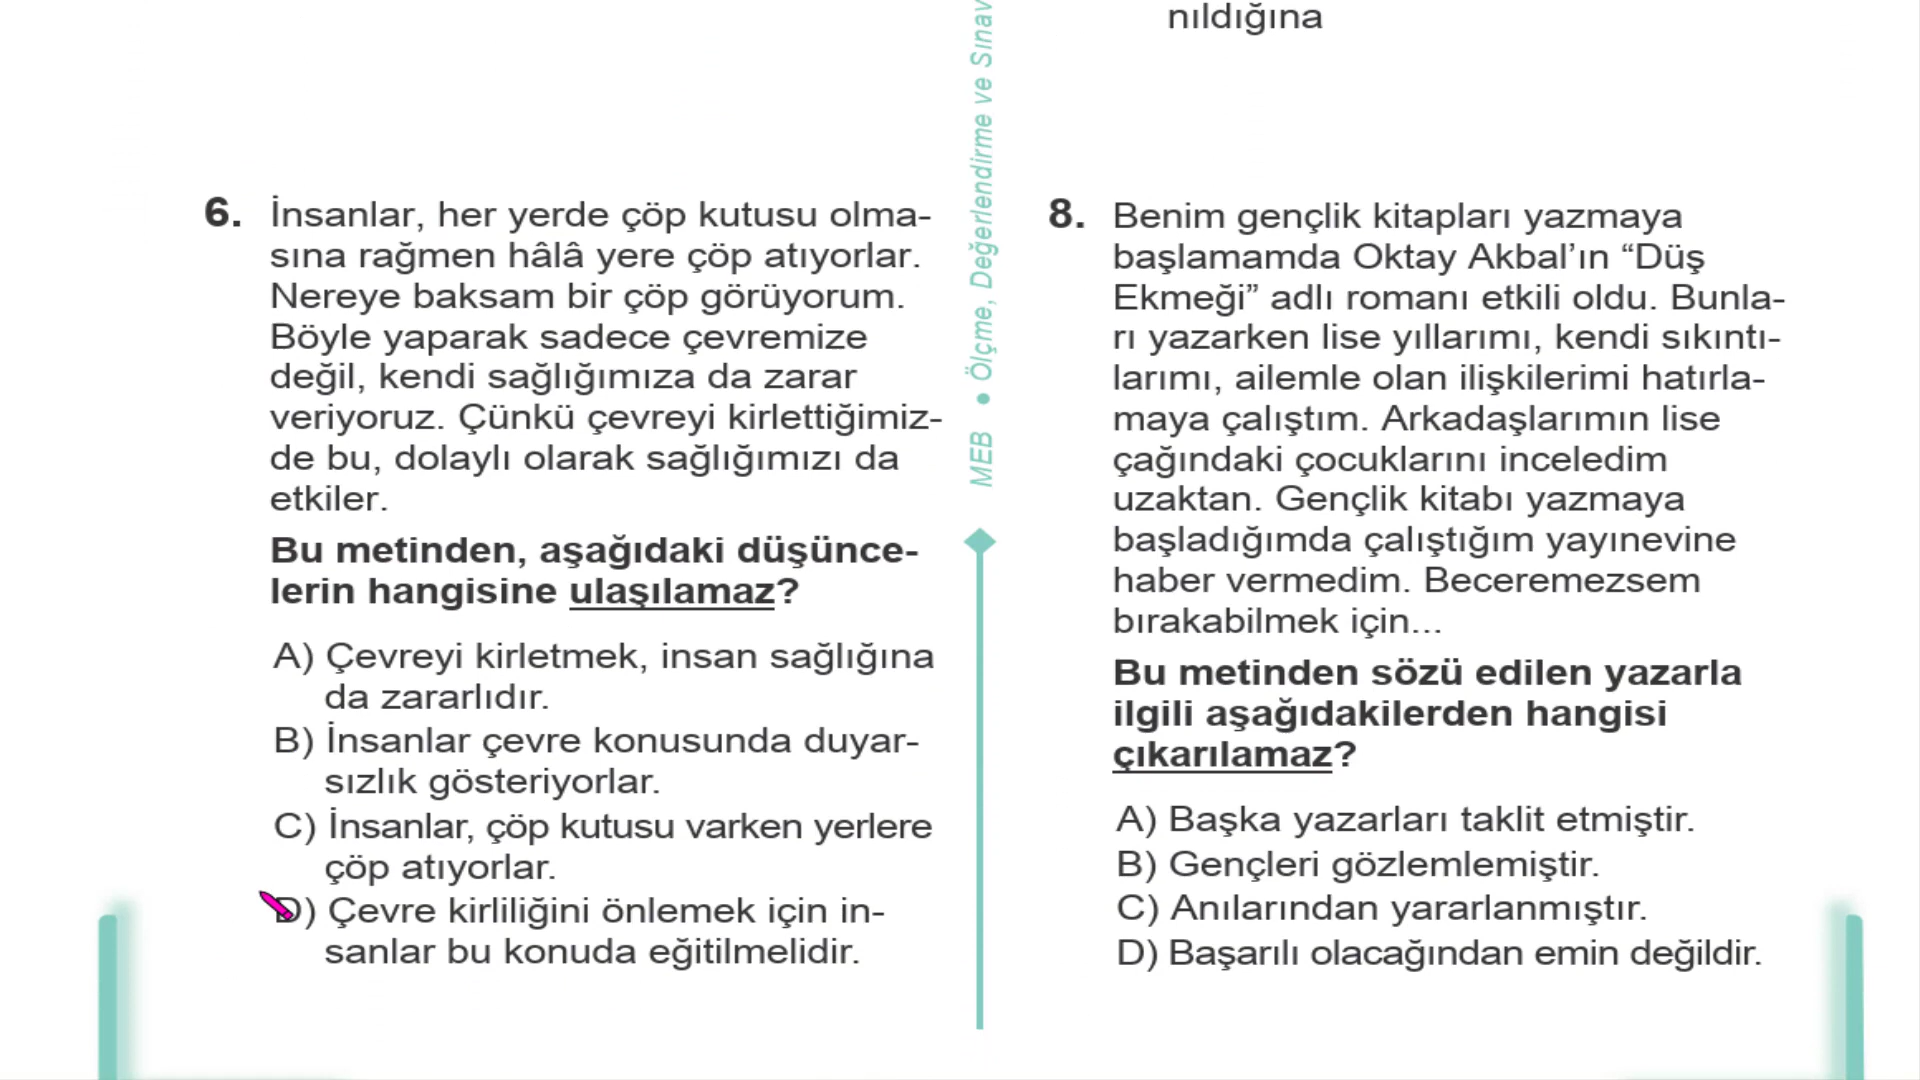 nıldığına
MEB • Ölçme, Değerlendirme ve Sınav
6. İnsanlar, her yerde çöp kutusu olma-
sına rağmen hâlâ yere çöp atıyorlar.
Nereye baksam bir çöp görüyorum.
Böyle yaparak sadece çevremize
değil, kendi sağlığımıza da zarar
veriyoruz. Çünkü çevreyi kirlettiğimiz-
de bu, dolaylı olarak sağlığımızı da
etkiler.
Bu metinden, aşağıdaki düşünce-
lerin hangisine ulaşılamaz?
A) Çevreyi kirletmek, insan sağlığına
da zararlıdır.
B) İnsanlar çevre konusunda duyar-
sızlık gösteriyorlar.
C) İnsanlar, çöp kutusu varken yerlere
çöp atıyorlar.
D) Çevre kirliliğini önlemek için in-
sanlar bu konuda eğitilmelidir.
8. Benim gençlik kitapları yazmaya
başlamamda Oktay Akbal’ın “Düş
Ekmeği” adlı romanı etkili oldu. Bunla-
rı yazarken lise yıllarımı, kendi sıkıntı-
larımı, ailemle olan ilişkilerimi hatırla-
maya çalıştım. Arkadaşlarımın lise
çağındaki çocuklarını inceledim
uzaktan. Gençlik kitabı yazmaya
başladığımda çalıştığım yayınevine
haber vermedim. Beceremezsem
bırakabilmek için...
Bu metinden sözü edilen yazarla
ilgili aşağıdakilerden hangisi
çıkarılamaz?
A) Başka yazarları taklit etmiştir.
B) Gençleri gözlemlemiştir.
C) Anılarından yararlanmıştır.
D) Başarılı olacağından emin değildir.